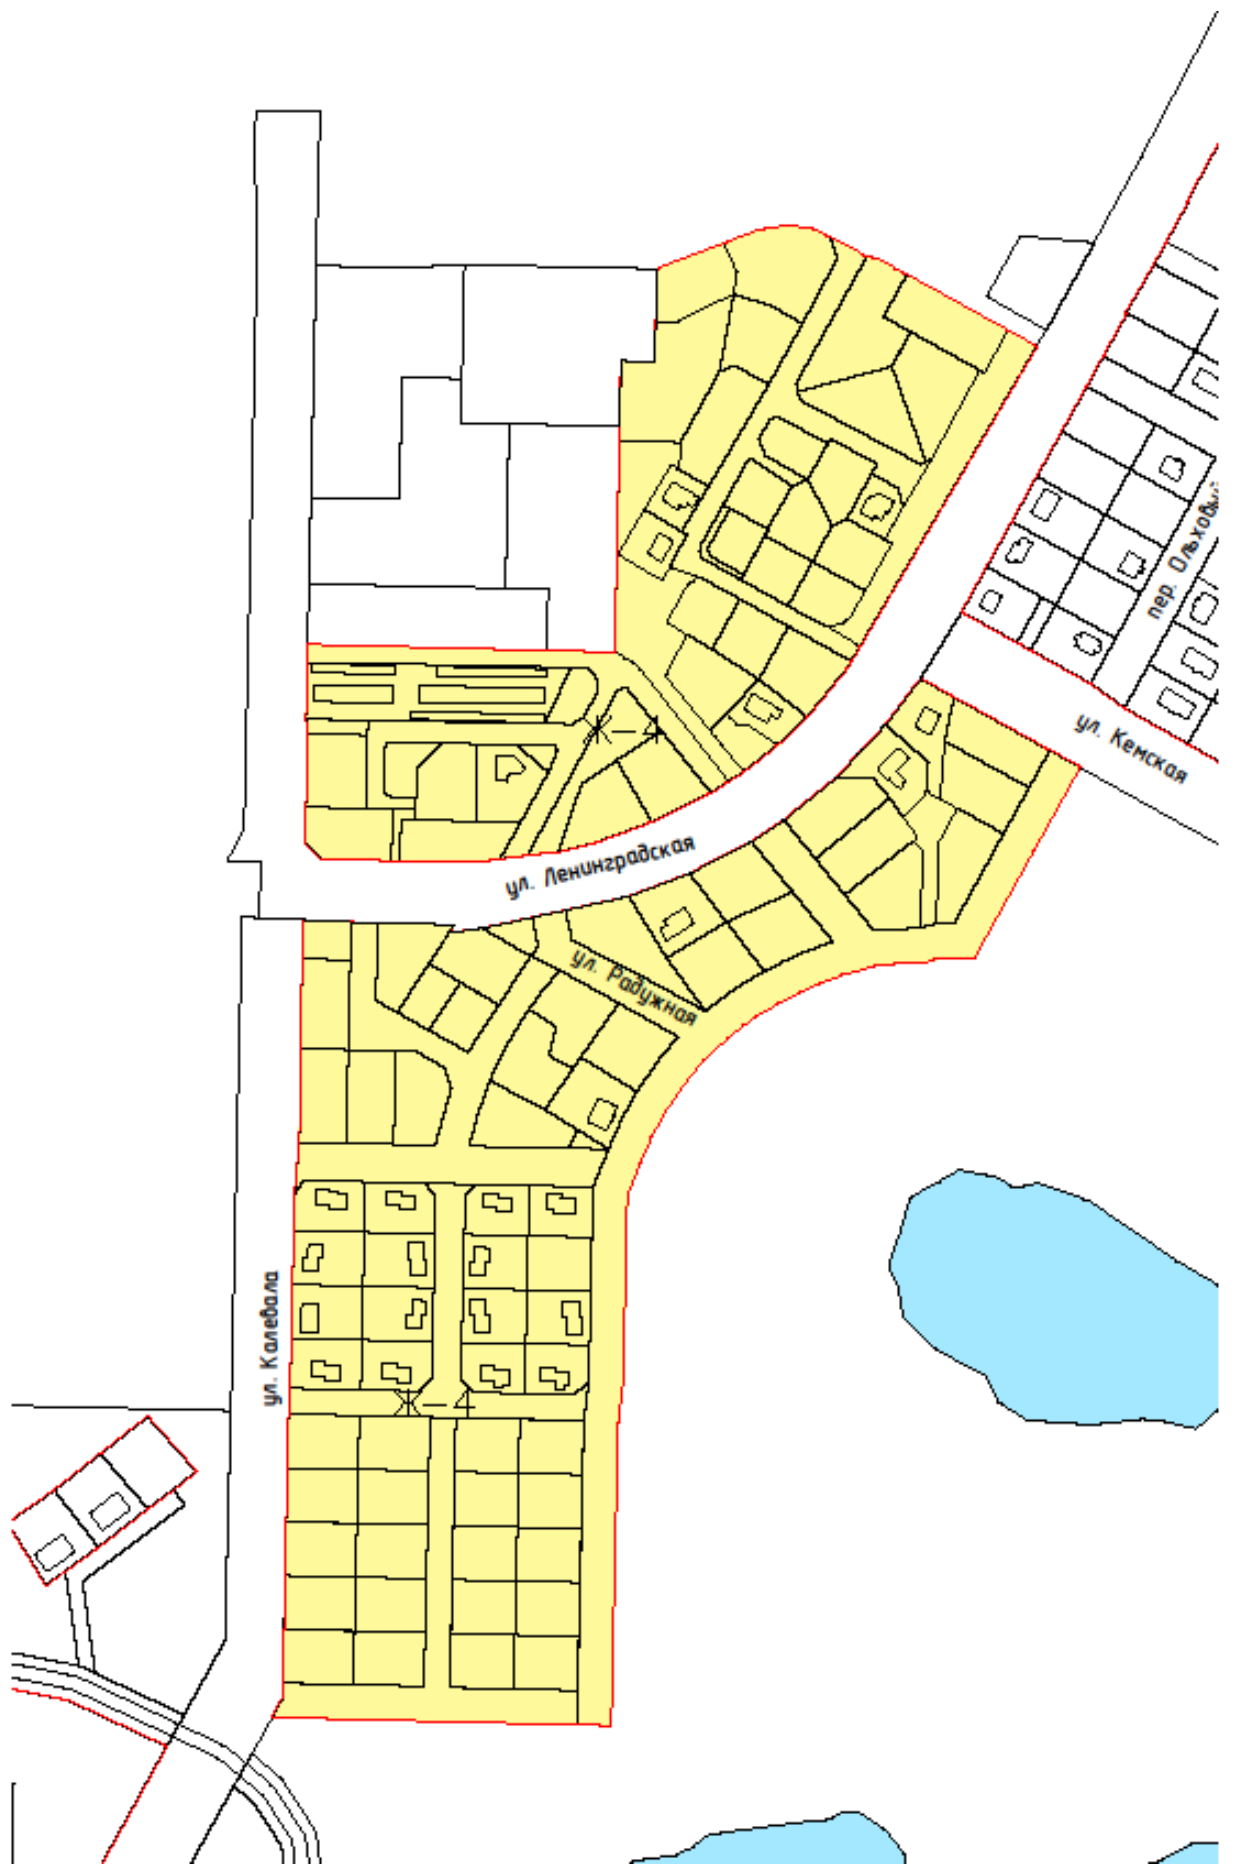 пер. Ольховый
ул. Кемская
Ж-4
ул. Ленинградская
ул. Радужная
ул. Калевала
Ж-4